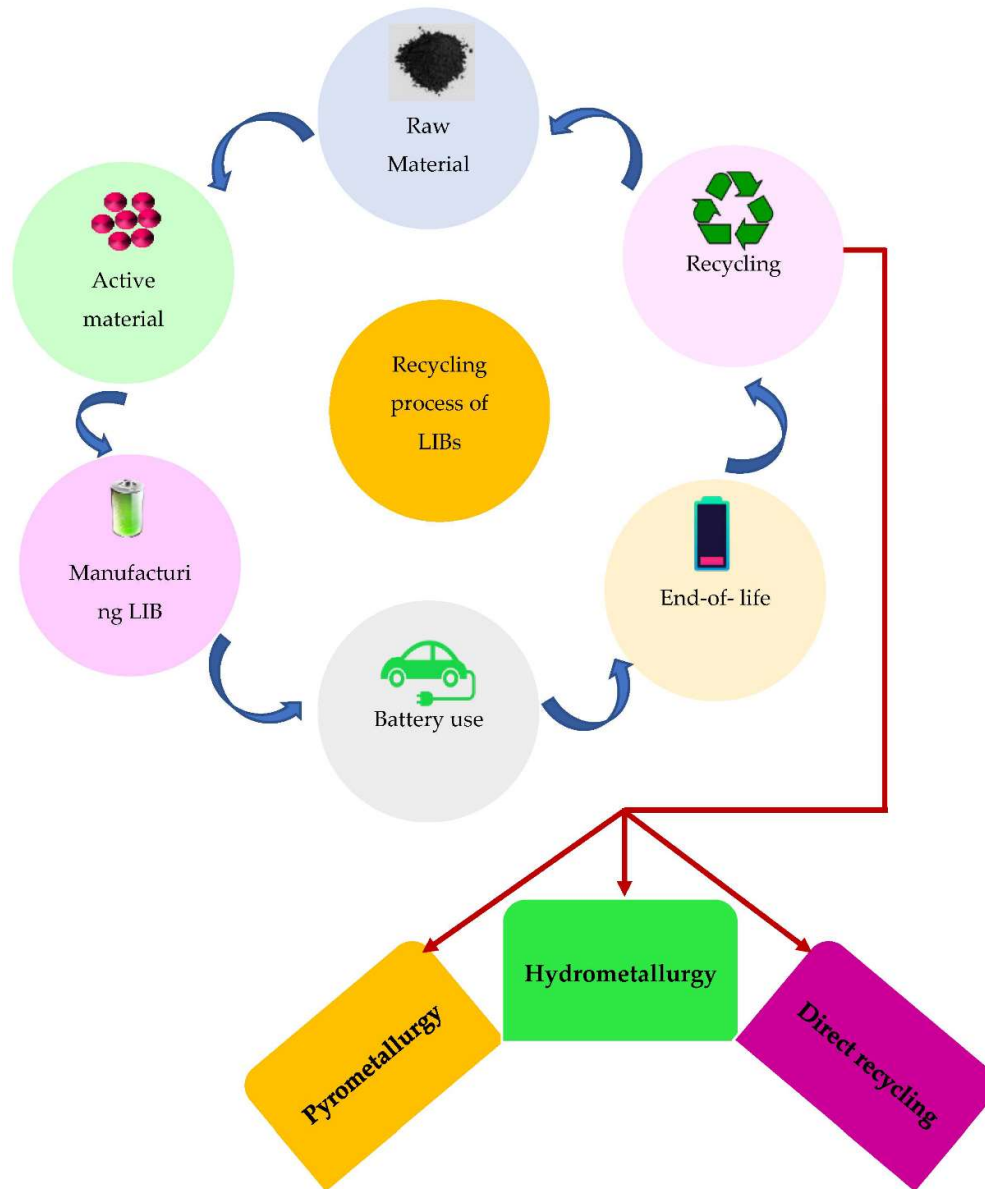 Raw
Material
Recycling
Active
material
Recycling
process of
LIBs
Manufacturi
ng LIB
End-of- life
Battery use
Hydrometallurgy
Pyrometallurgy
Direct recycling